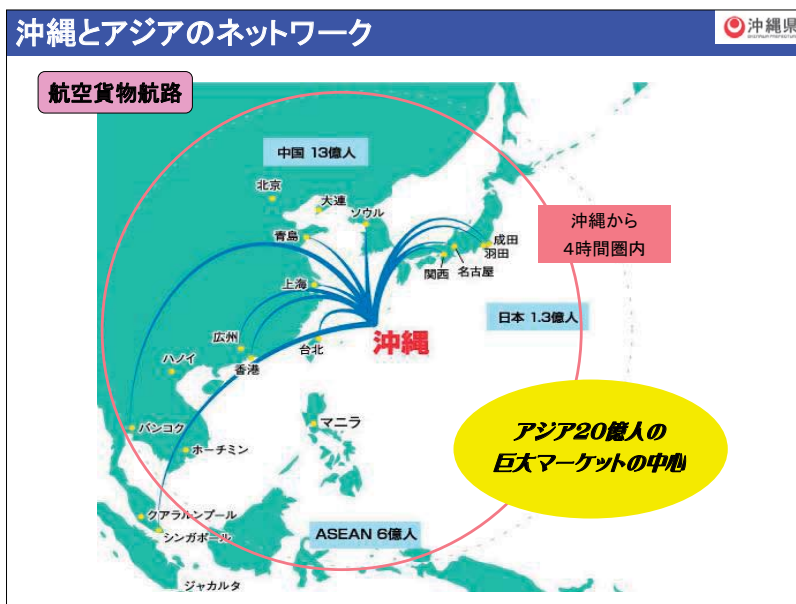 沖縄とアジアのネットワーク
沖縄県
航空貨物航路
中国 13億人
北京
大連
ソウル
青島
成田
羽田
関西
名古屋
沖縄から
4時間圏内
上海
日本 1.3億人
広州
台北
沖縄
香港
ハノイ
バンコク
マニラ
ホーチミン
アジア20億人の
巨大マーケットの中心
クアラルンプール
シンガポール
ASEAN 6億人
ジャカルタ